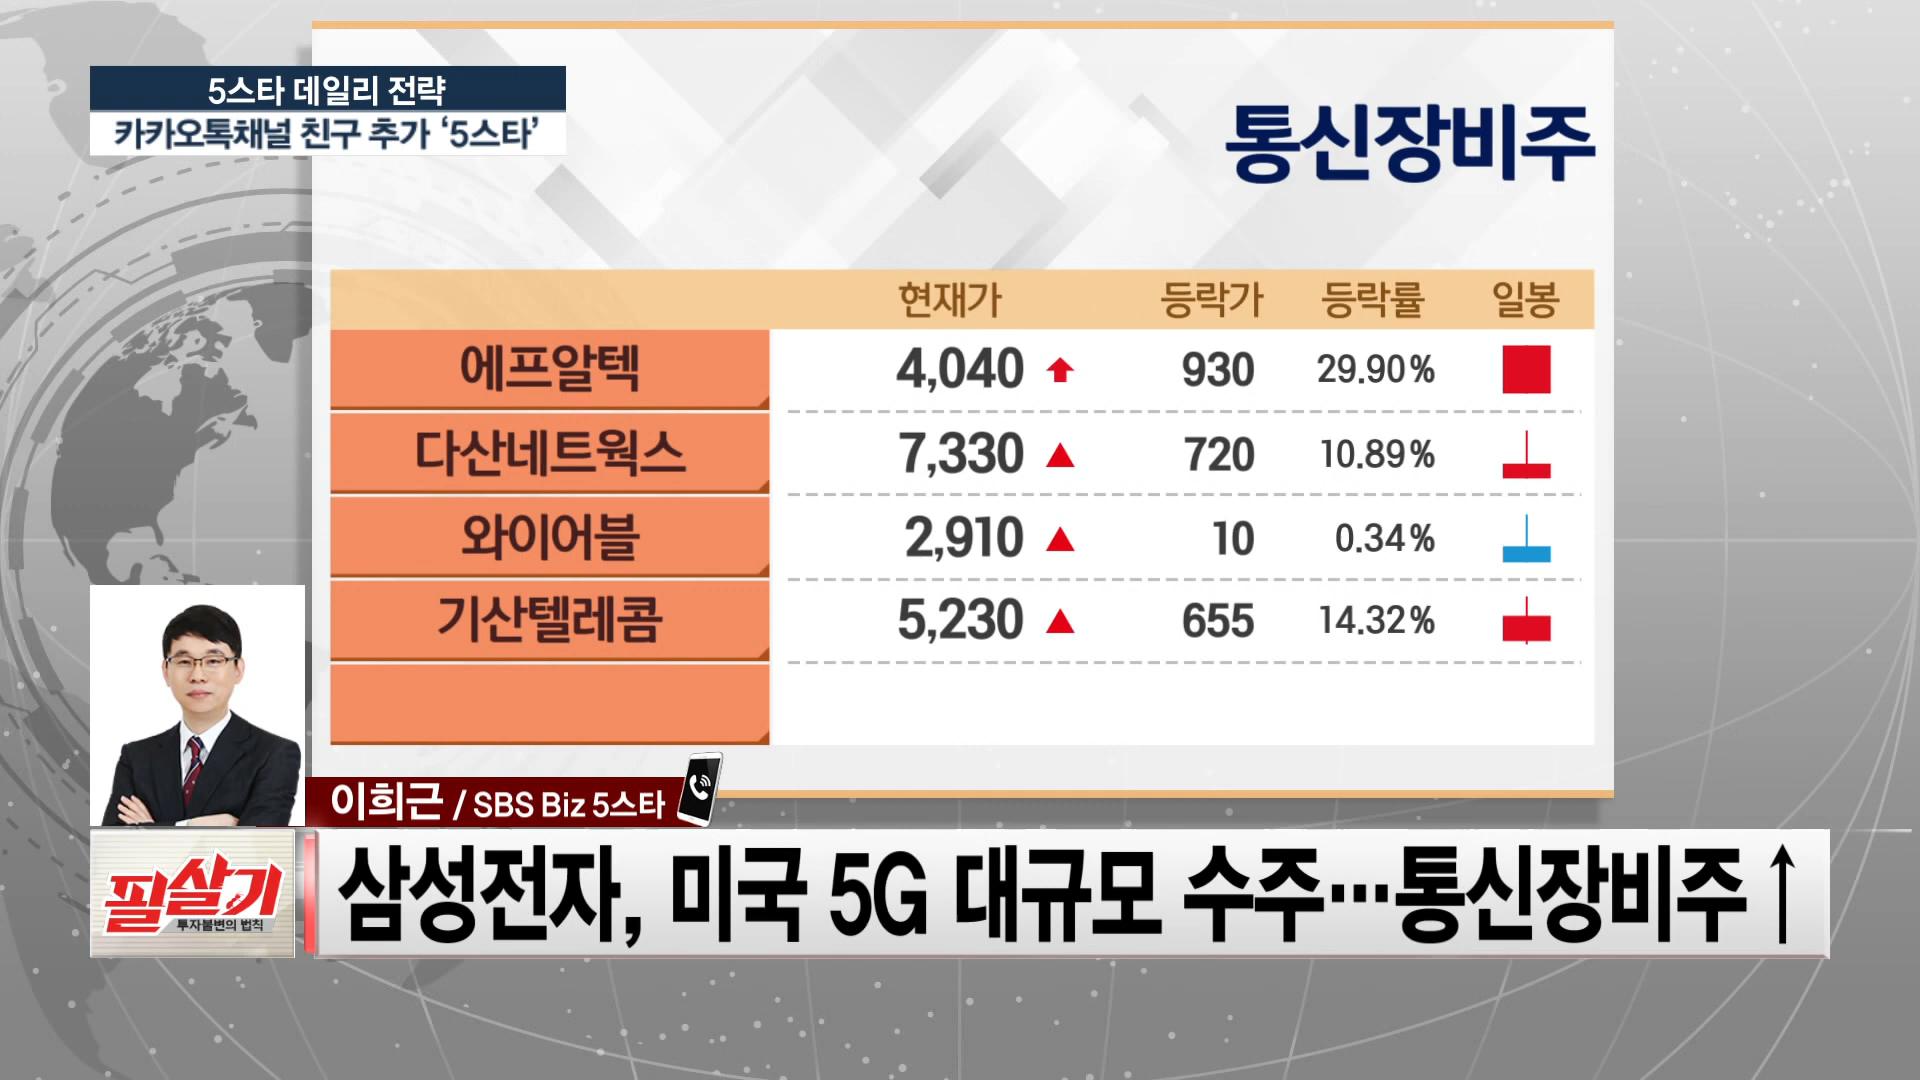 5스타 데일리 전략
카카오톡채널 친구 추가 ‘5스타’
통신장비주
현재가 등락가 등락률 일봉
에프알텍 4,040 930 29.90%
다산네트웍스 7,330 ▲ 720 10.89%
와이어블 2,910 ▲ 10 0.34%
기산텔레콤 5,230 ▲ 655 14.32%
이희근 / SBS Biz 5스타
필살기
투자불변의 법칙
삼성전자, 미국 5G 대규모 수주…통신장비주↑